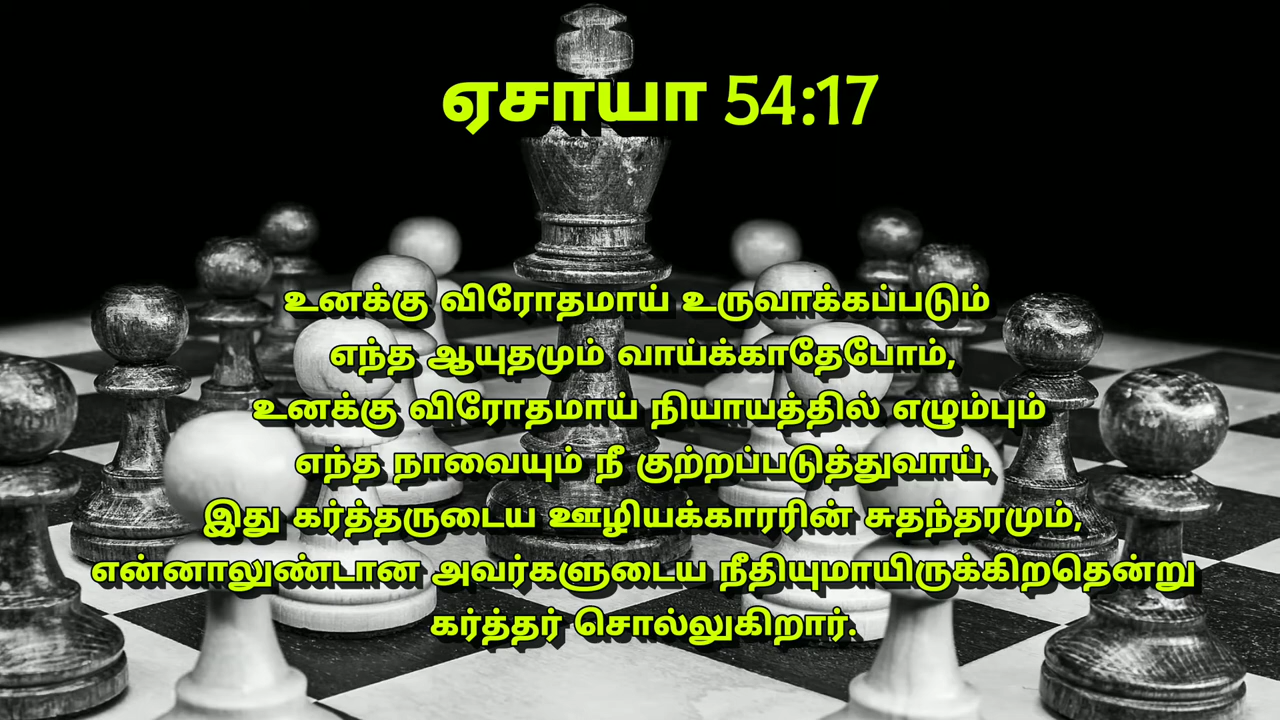 ஏசாயா 54:17
உனக்கு விரோதமாய் உருவாக்கப்படும்
எந்த ஆயுதமும் வாய்க்காதேபோம்,
உனக்கு விரோதமாய் நியாயத்தில் எழும்பும்
எந்த நாவையும் நீ குற்றப்படுத்துவாய்,
இது கர்த்தருடைய ஊழியக்காரரின் சுதந்தரமும்,
என்னாலுண்டான அவர்களுடைய நீதியுமாயிருக்கிறதென்று
கர்த்தர் சொல்லுகிறார்.